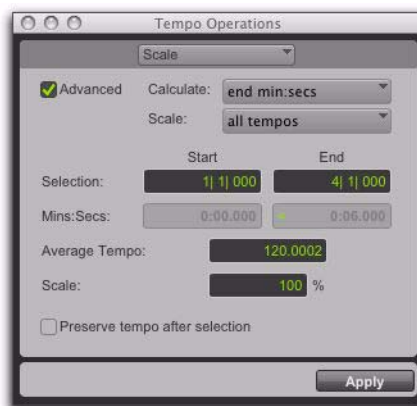 Tempo Operations
Scale
Advanced Calculate: end min:secs
Scale: all tempos
Start End
Selection: 1| 1| 000 4| 1| 000
Mins:Secs: 0:00.000 0:06.000
Average Tempo: 120.0002
Scale: 100 %
Preserve tempo after selection
Apply